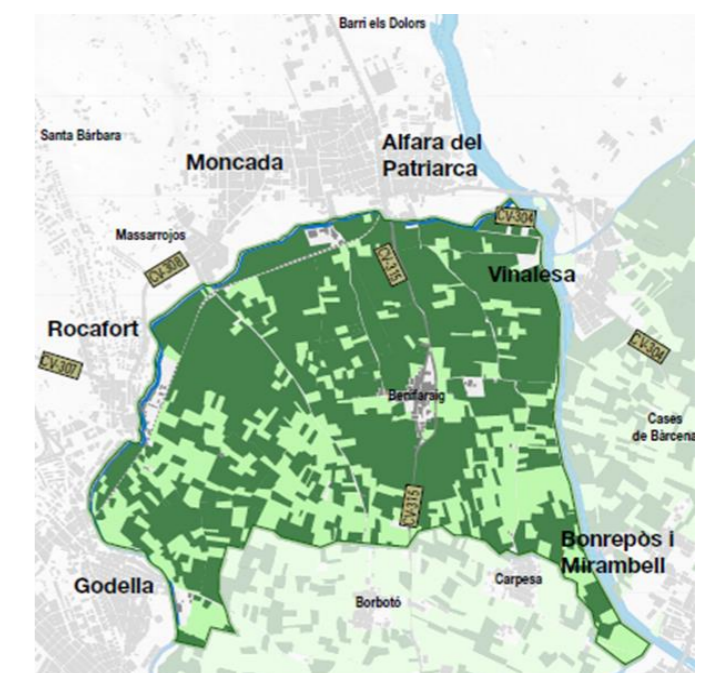 Barri els Dolors
Santa Bàrbara
Alfara del
Patriarca
Moncada
CV-304
Massarrojos
CV-308
CV-315
Vinalesa
Rocafort
CV-307
CV-304
Benifaraig
Cases
de Bàrcena
CV-315
Bonrepòs i
Mirambell
Godella
Carpesa
Borbotó